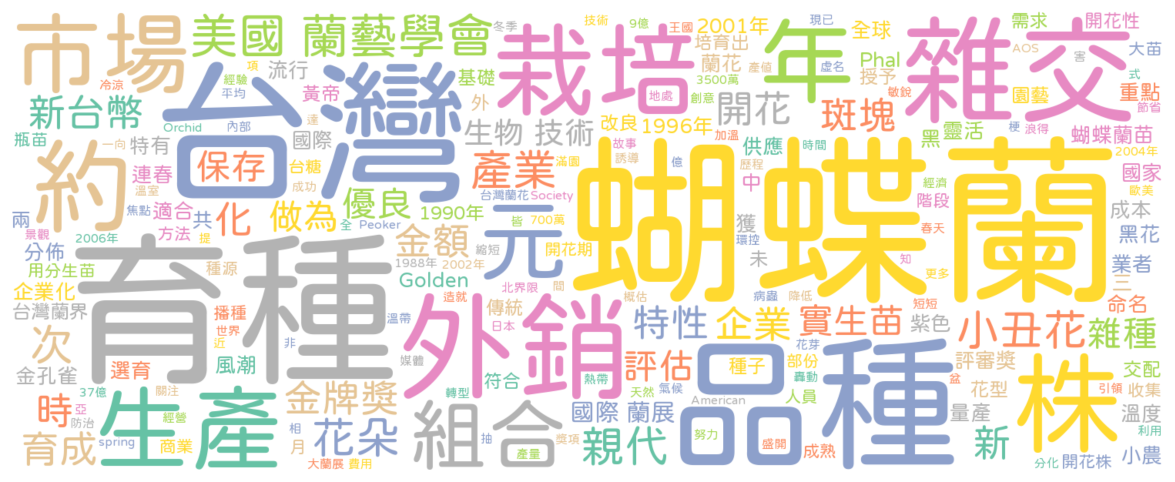 市場
美國 蘭藝學會
冬季
栽培
技術
9億
王國
2001年
年
全球
現已
雜交
需求
開花性
AOS
害
大苗
式
冷涼
經驗
項
平均
流行
基礎
培育出
蘭花
產值
3500萬
創意
Phal
授予
虛名
敏銳
園藝
重點
節省
新台幣
台灣
黃帝
外
開花
地處
斑塊
瓶苗
Orchid
內部
達
國際
生物 技術
改良
1996年
加溫
黑
靈活
梗
浪得
蝴蝶蘭苗
約
一向
特有
保存
台糖
產業
滿園
故事
誘導
億
供應
歷程
時間
2004年
連春
溫室
成功
優良
台灣蘭花
Society
蝴蝶蘭
中
經濟
階段
國家
歐美
兩
焦點
適合
共
化
做為
1990年
元
皆
700萬
獲
環控
春天
成本
景觀
方法
提
全
Peoker
金額
縮短
開花期
未
知
更多
黑花
分佈
2006年
育種
種源
1988年
2002年
北界限
間
病蟲
降低
業者
用分生苗
企業化
Golden
造就
概估
短短
三
命名
台灣蘭界
播種
世界
溫帶
傳統
日本
外銷
特性
企業
實生苗
紫色
小丑花
雜種
次
近
風潮
非
媒體
花芽
金孔雀
選育
轉型
符合
熱帶
評估
種子
部份
品種
評審獎
交配
天然
氣候
轟動
花型
盆
株
引領
收集
37億
關注
金牌獎
組合
American
國際 蘭展
人員
量產
溫度
時
亞
防治
生產
經營
相
花朵
抽
獎項
親代
努力
盛開
新
利用
育成
spring
商業
月
大蘭展
費用
產量
成熟
分化
開花株
小農